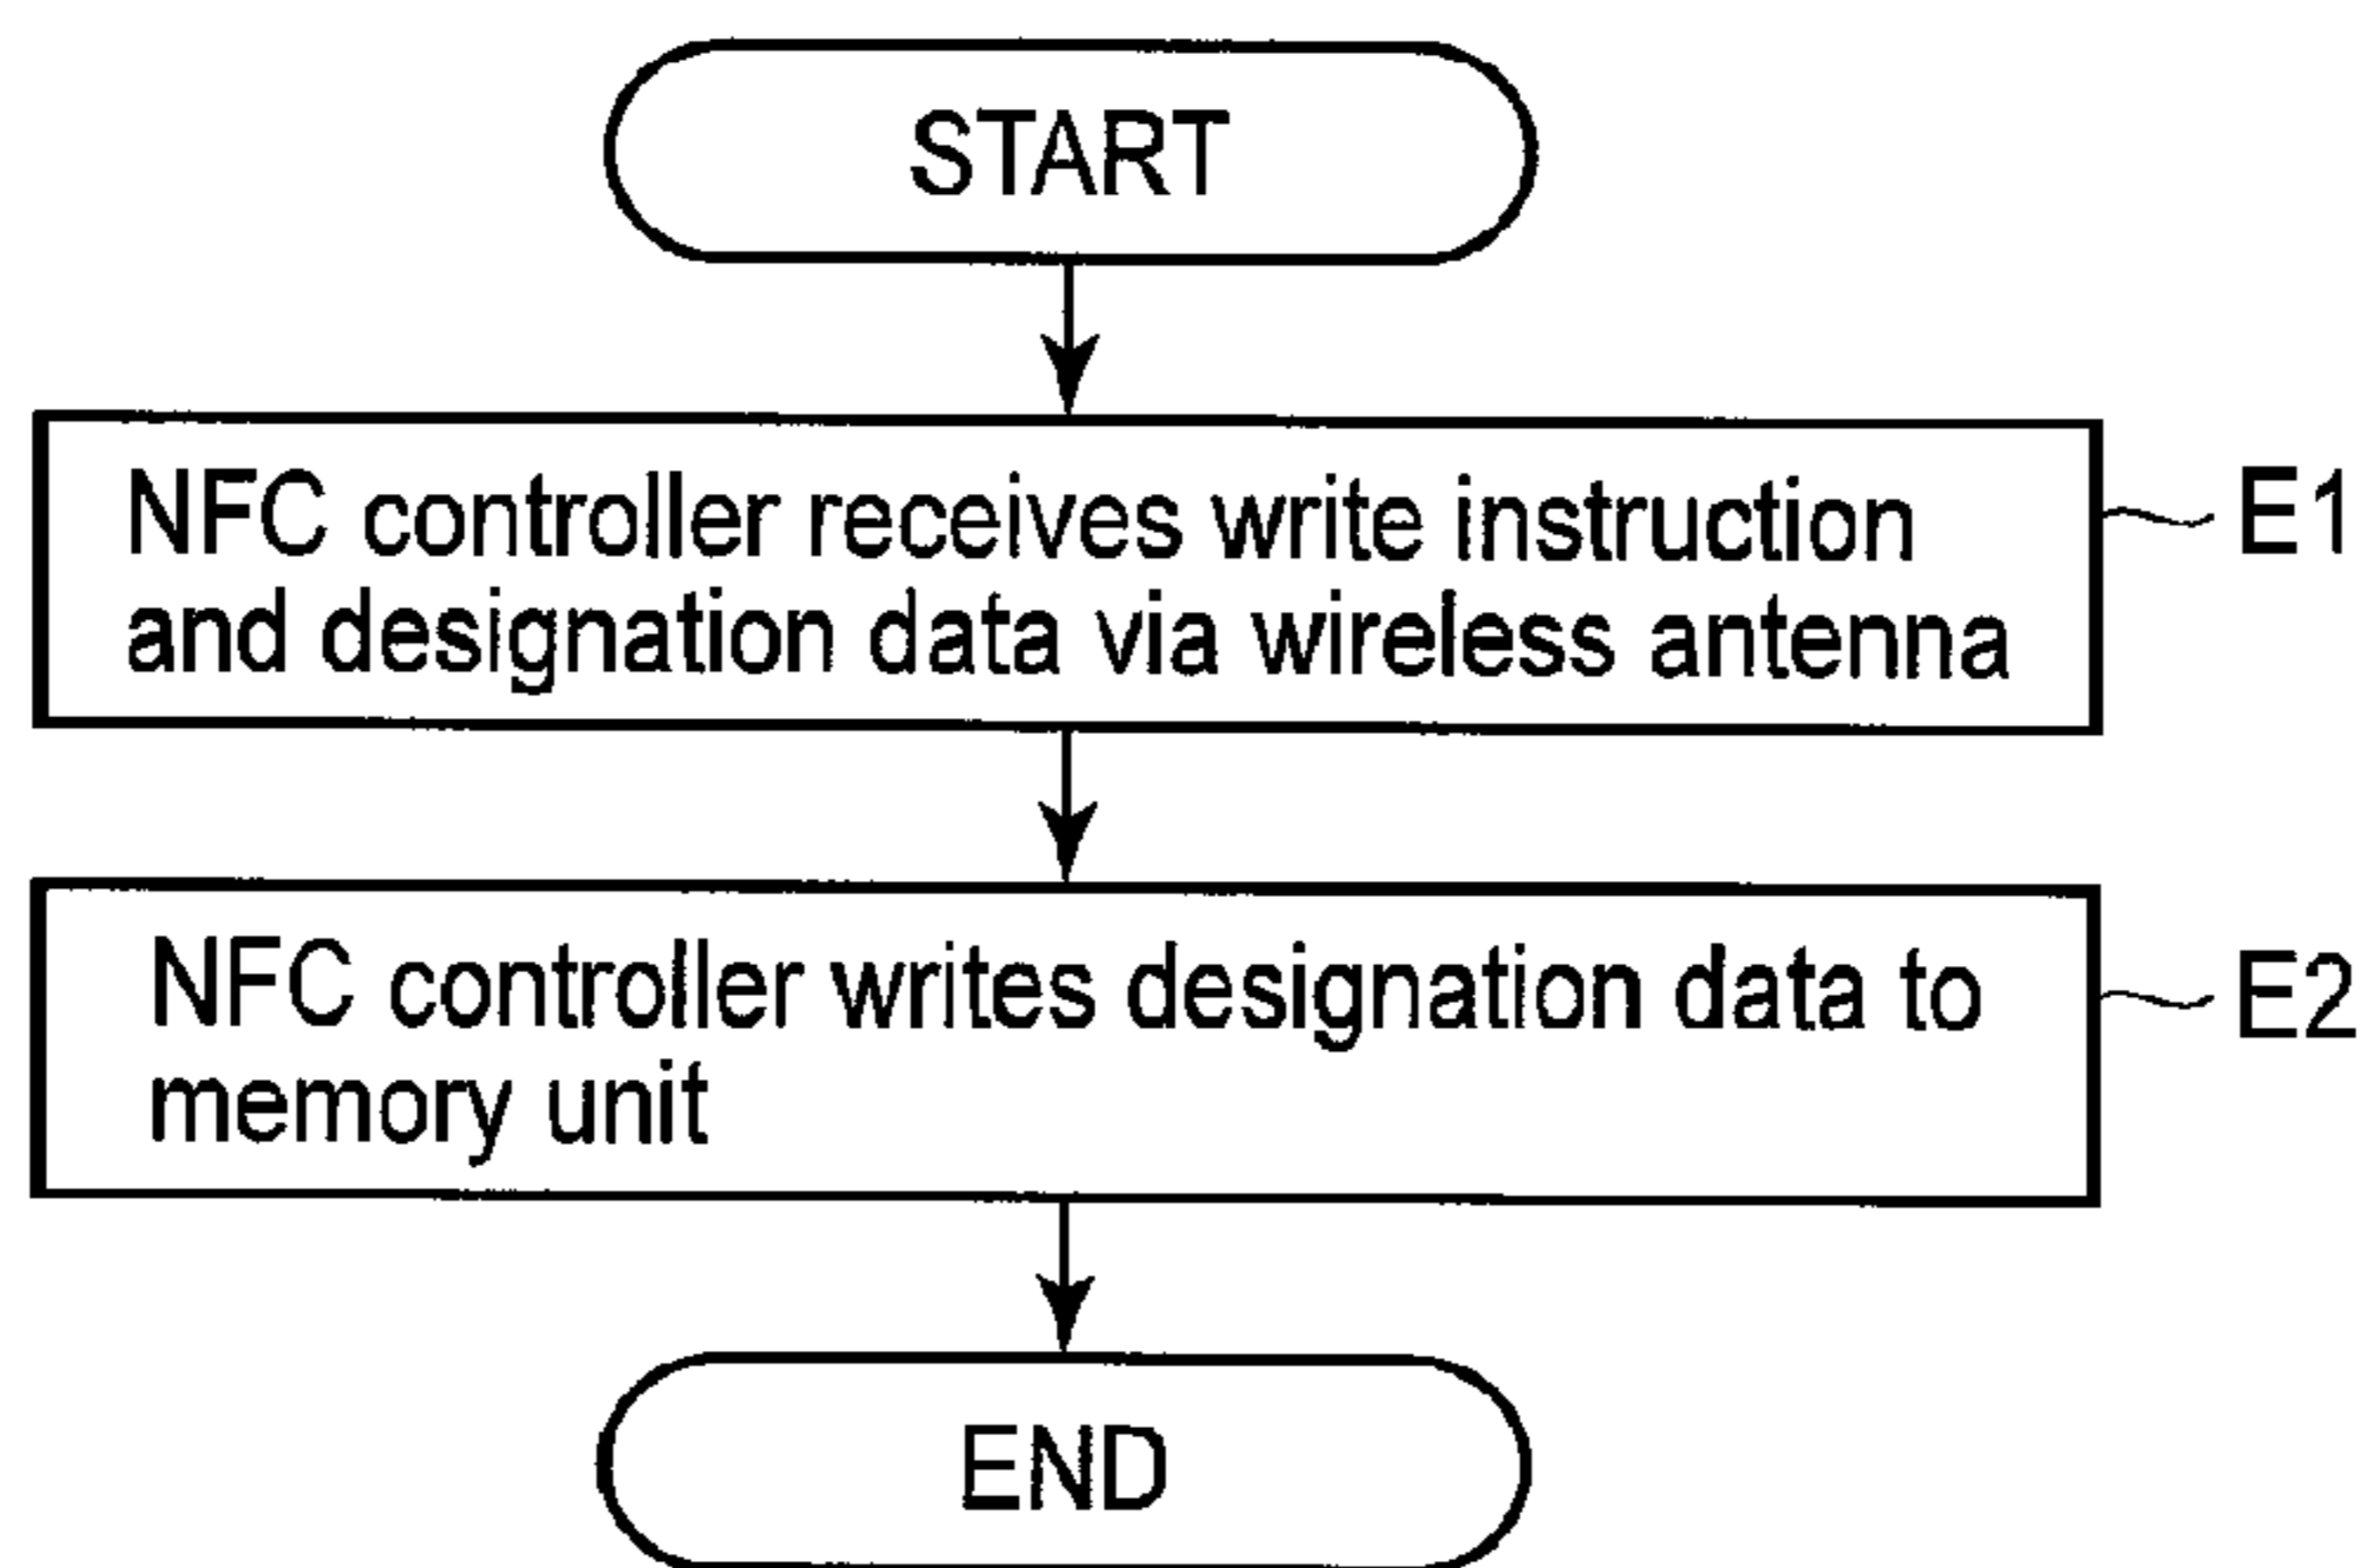 START
NFC controller receives write instruction
and designation data via wireless antenna
E1
NFC controller writes designation data to
memory unit
E2
END